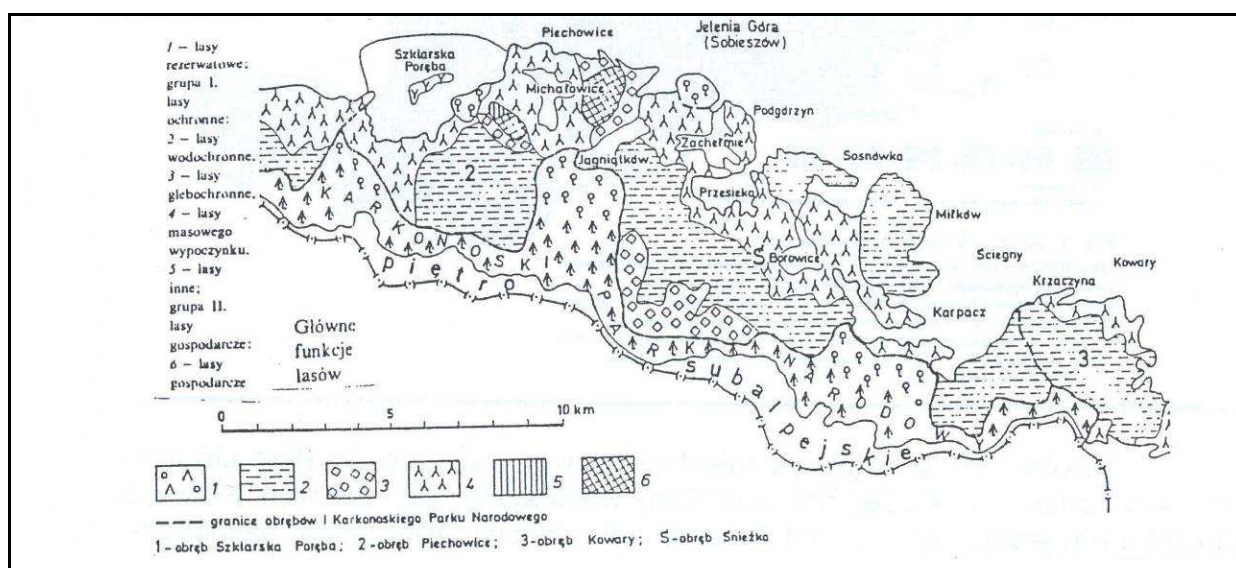 1 – lasy
rezerwatowe;
grupa I.
lasy
ochronne:
2 – lasy
wodochronne.
3 – lasy
glebochronne.
4 – lasy
masowego
wypoczynku.
5 – lasy
inne;
grupa II.
lasy
gospodarcze;
6 – lasy
gospodarcze
Główne
funkcje
lasów
Piechowice
Jelenia Góra
(Sobieszów)
Szklarska
Poręba
Michałowice
Podgórzyn
Zachełmie
Jagniątków
Sosnówka
Przesieka
2
Miłków
S
Borowice
Ściegny
Kowary
Krzaczyna
Karpacz
3
KARKONOSKI PARK NARODOWY
piętro subalpejskie
0 5 10 km
1 2 3 4 5 6
granice obrębów i Karkonoskiego Parku Narodowego
1-obręb Szklarska Poręba; 2-obręb Piechowice; 3-obręb Kowary; S-obręb Śnieżka